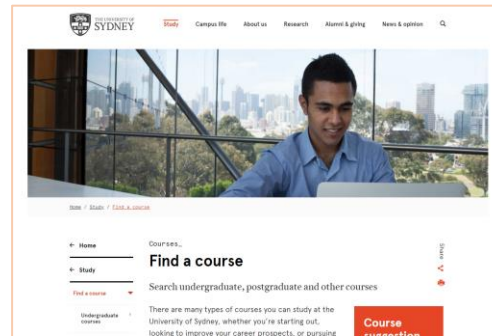 THE UNIVERSITY OF
SYDNEY
Study Campus life About us Research Alumni & giving News & opinion
Home / Study / Find a course
← Home
← Study
Find a course
Undergraduate
courses
Courses_
Find a course
Search undergraduate, postgraduate and other courses
There are many types of courses you can study at the
University of Sydney, whether you're starting out,
looking to improve your career prospects, or pursuing
Share
Course
suggestion